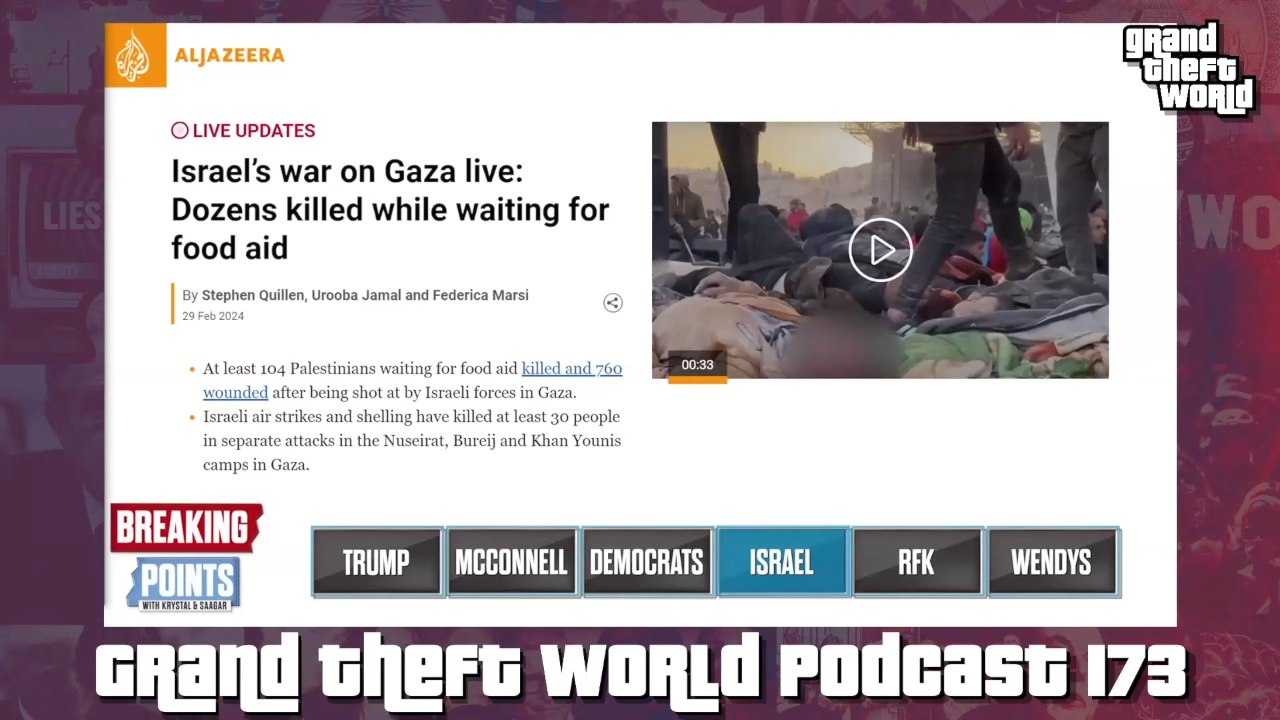 ALJAZEERA
grand
theft
world
LIVE UPDATES
Israel's war on Gaza live:
Dozens killed while waiting for
food aid
By Stephen Quillen, Urooba Jamal and Federica Marsi
29 Feb 2024
At least 104 Palestinians waiting for food aid killed and 760
wounded after being shot at by Israeli forces in Gaza.
Israeli air strikes and shelling have killed at least 30 people
in separate attacks in the Nuseirat, Bureij and Khan Younis
camps in Gaza.
00:33
LIES
WO
BREAKING
POINTS
WITH KRYSTAL & SAAGAR
TRUMP
MCCONNELL
DEMOCRATS
ISRAEL
RFK
WENDYS
Grand theft World Podcast 173